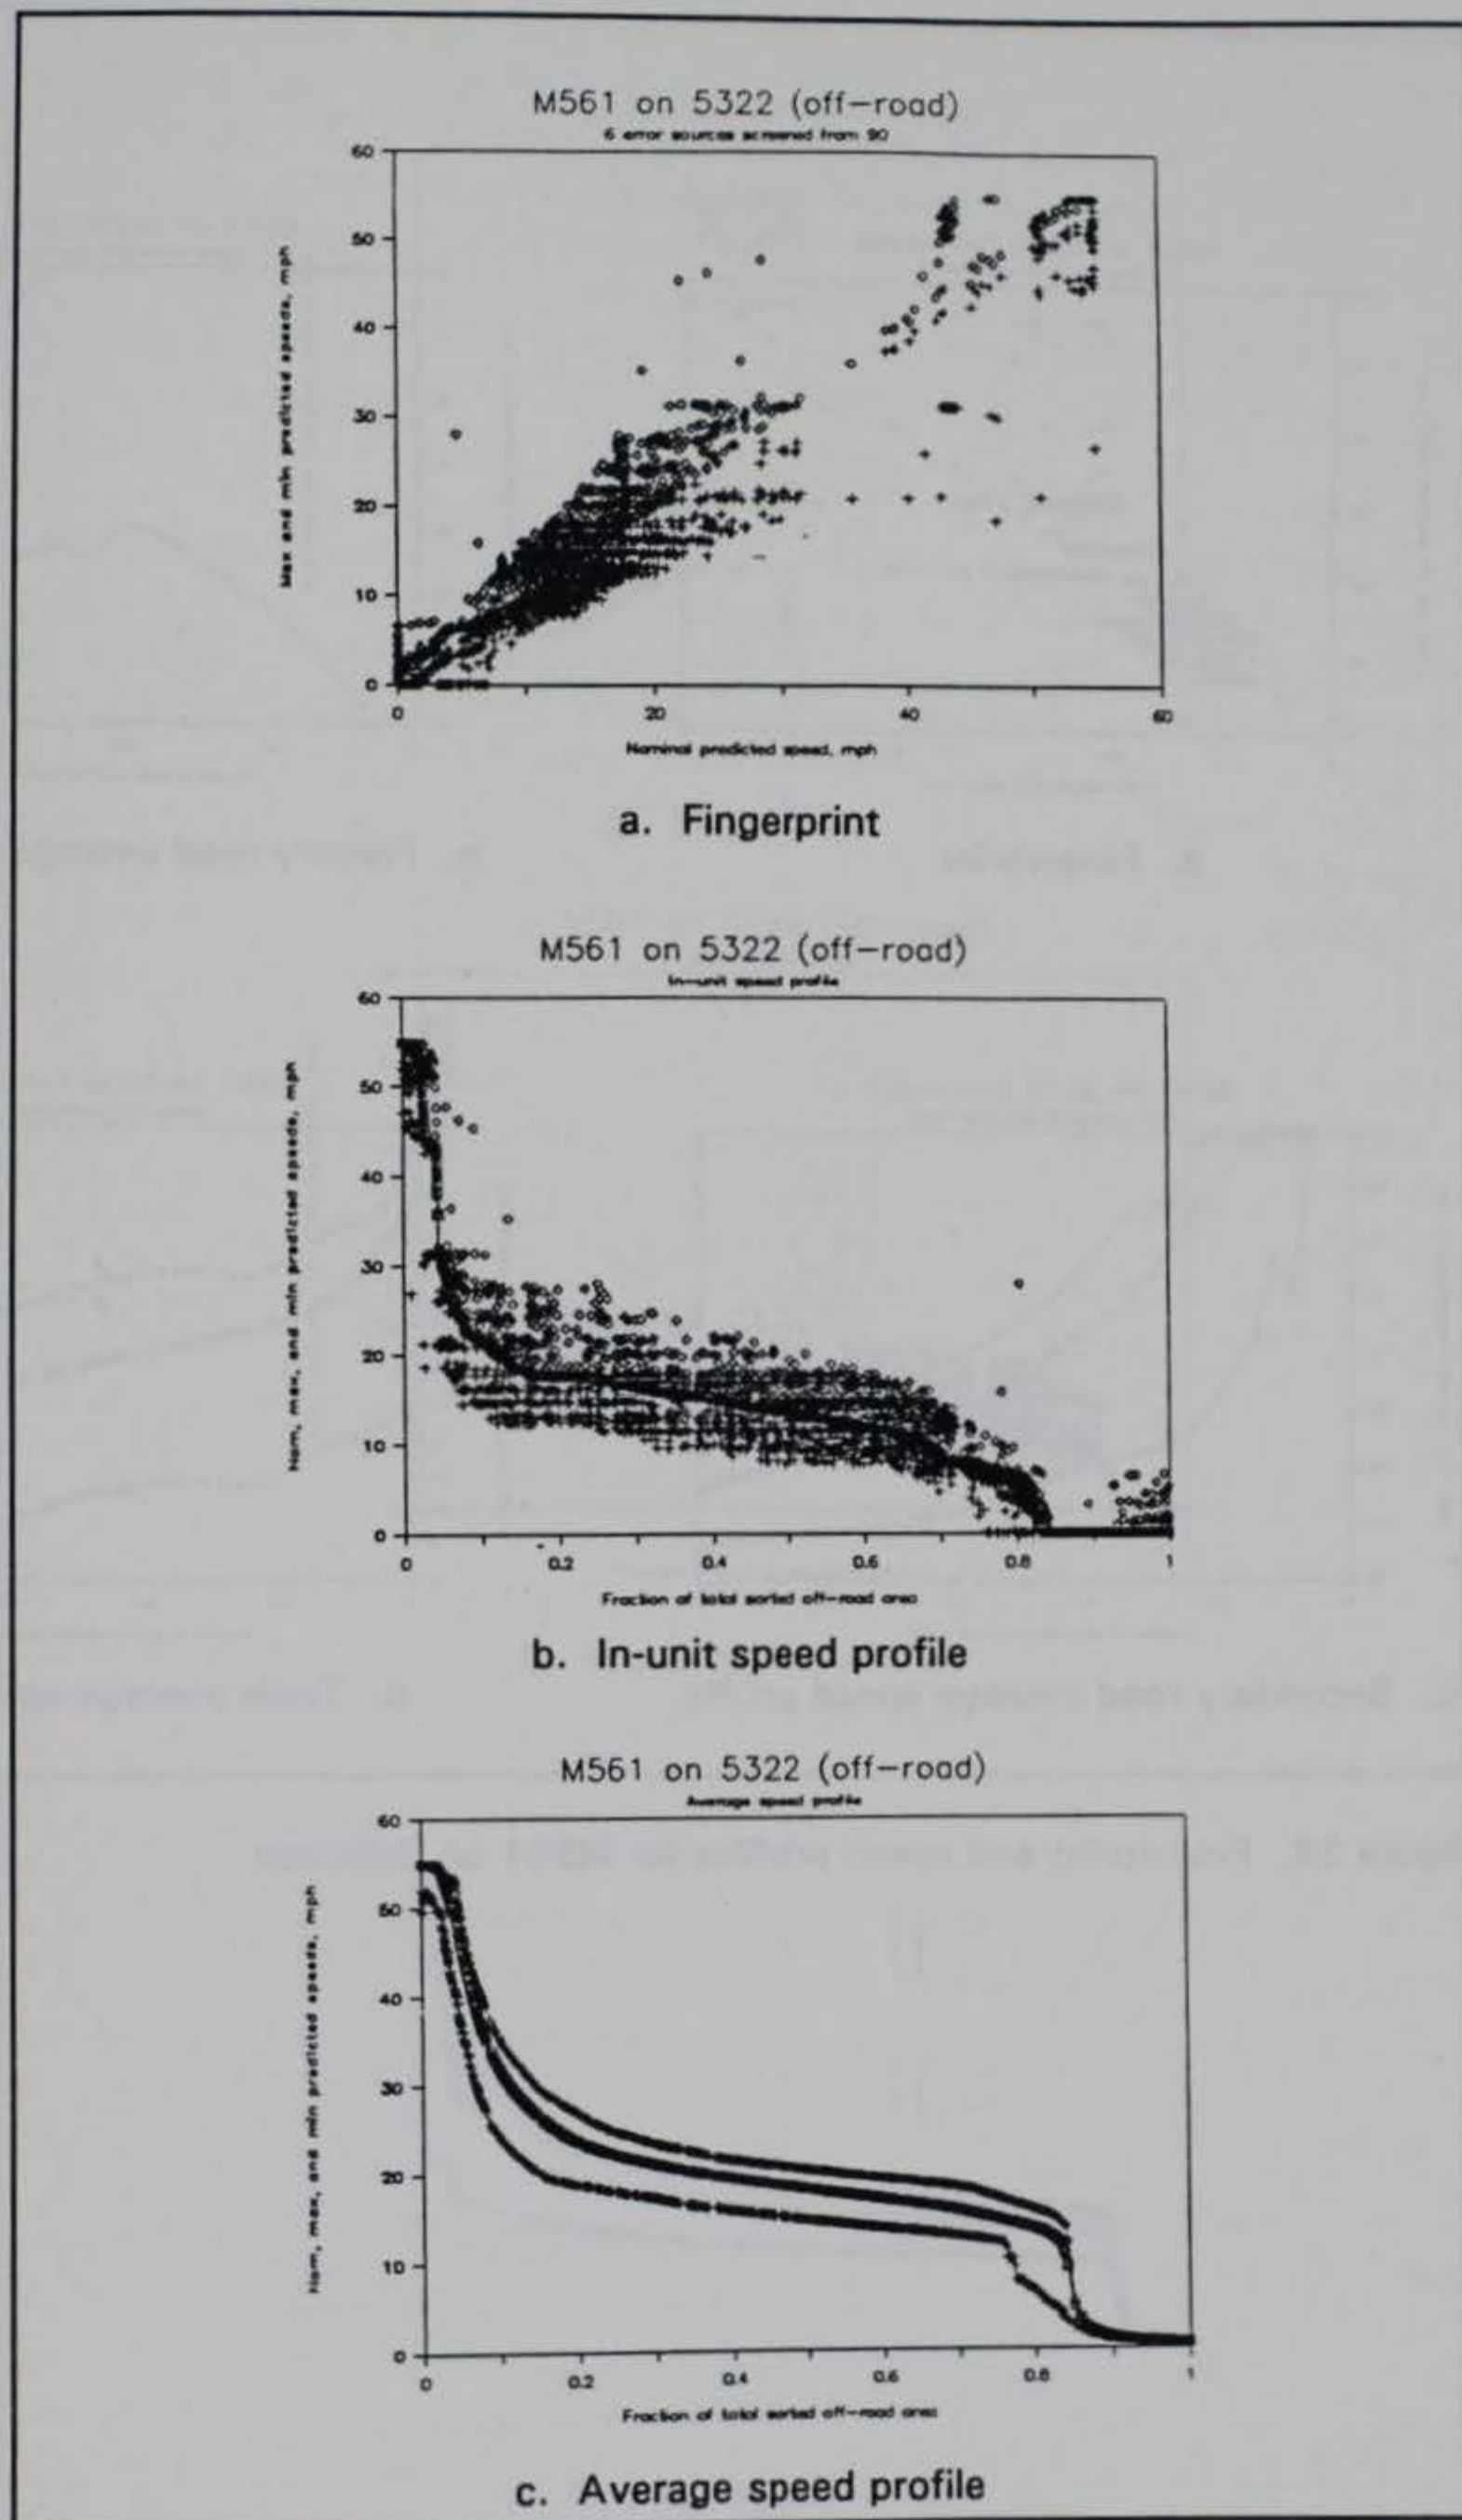 M561 on 5322 (off-road)
6 error sources screened from 90
60
50
40
30
20
10
0
Max and min predicted speeds, mph
0 20 40 60
Nominal predicted speed, mph
a. Fingerprint
M561 on 5322 (off-road)
In-unit speed profile
60
50
40
30
20
10
0
Nom, max, and min predicted speeds, mph
0 0.2 0.4 0.6 0.8 1
Fraction of total sorted off-road area
b. In-unit speed profile
M561 on 5322 (off-road)
Average speed profile
60
50
40
30
20
10
0
Nom, max, and min predicted speeds, mph
0 0.2 0.4 0.6 0.8 1
Fraction of total sorted off-road area
c. Average speed profile